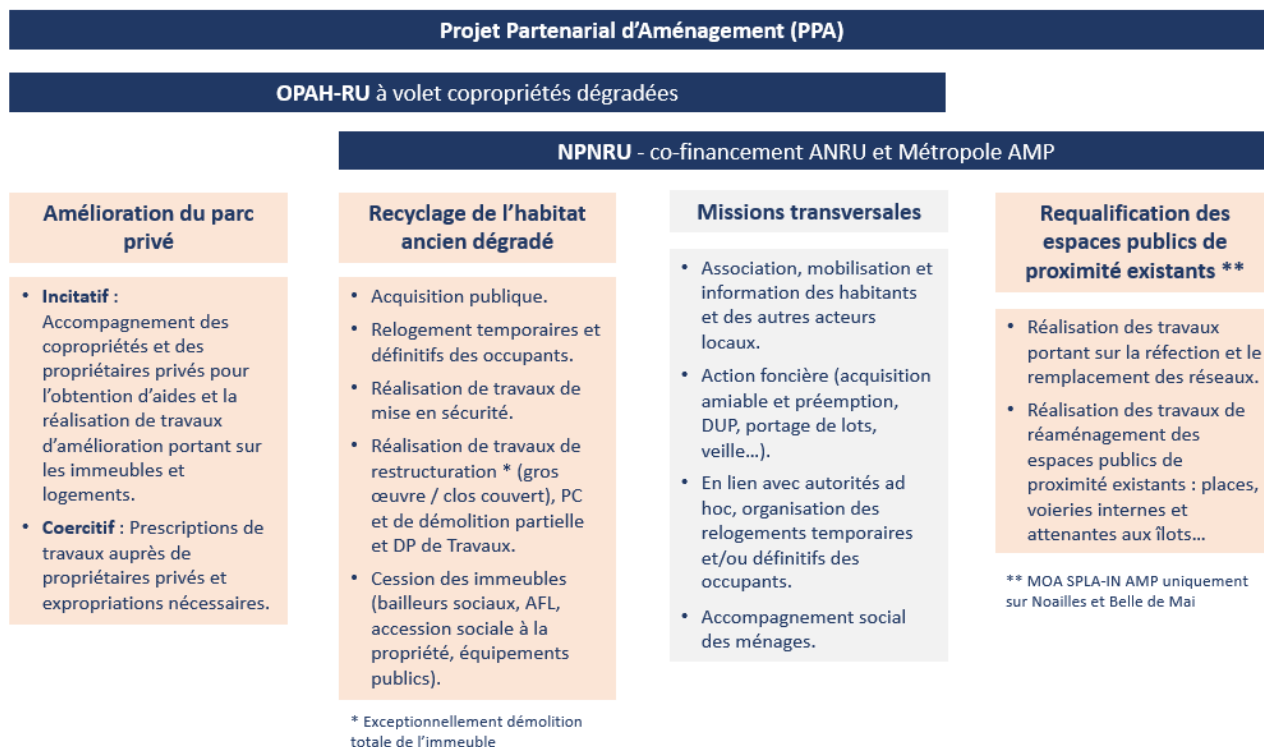 Projet Partenarial d’Aménagement (PPA)
OPAH-RU à volet copropriétés dégradées
NPNRU - co-financement ANRU et Métropole AMP
Amélioration du parc
privé
• Incitatif :
Accompagnement des
copropriétés et des
propriétaires privés pour
l’obtention d’aides et la
réalisation de travaux
d’amélioration portant sur
les immeubles et
logements.
• Coercitif : Prescriptions de
travaux auprès de
propriétaires privés et
expropriations nécessaires.
Recyclage de l’habitat
ancien dégradé
• Acquisition publique.
• Relogement temporaires et
définitifs des occupants.
• Réalisation de travaux de
mise en sécurité.
• Réalisation de travaux de
restructuration * (gros
œuvre / clos couvert), PC
et de démolition partielle
et DP de Travaux.
• Cession des immeubles
(bailleurs sociaux, AFL,
accession sociale à la
propriété, équipements
publics).
* Exceptionnellement démolition
totale de l’immeuble
Missions transversales
• Association, mobilisation et
information des habitants
et des autres acteurs
locaux.
• Action foncière (acquisition
amiable et préemption,
DUP, portage de lots,
veille…).
• En lien avec autorités ad
hoc, organisation des
relogements temporaires
et/ou définitifs des
occupants.
• Accompagnement social
des ménages.
Requalification des
espaces publics de
proximité existants **
• Réalisation des travaux
portant sur la réfection et le
remplacement des réseaux.
• Réalisation des travaux de
réaménagement des
espaces publics de
proximité existants : places,
voieries internes et
attenantes aux îlots…
** MOA SPLA-IN AMP uniquement
sur Noailles et Belle de Mai